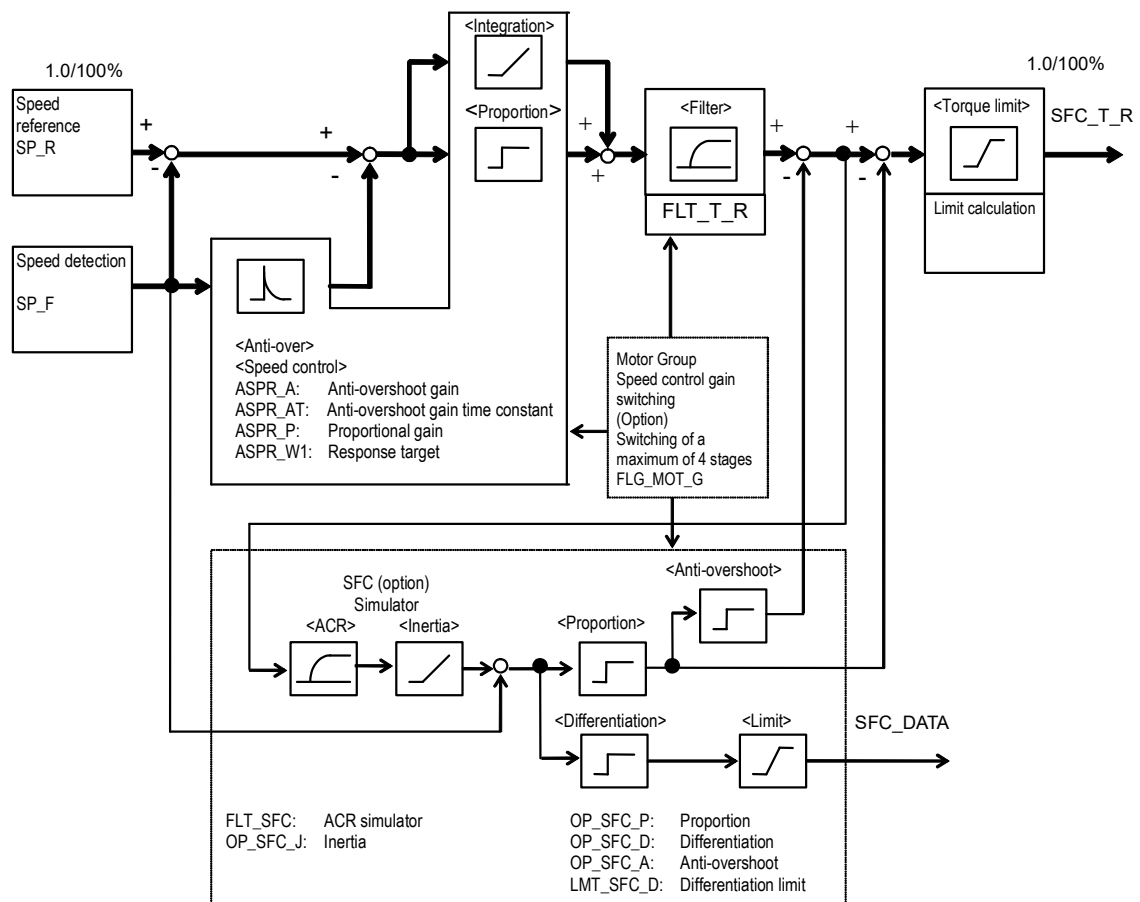 <Integration>
1.0/100%
1.0/100%
Speed
reference
SP_R
+
-
+
-
<Proportion>
+
+
<Filter>
FLT_T_R
+
-
+
-
<Torque limit>
Limit calculation
SFC_T_R
Speed detection
SP_F
<Anti-over>
<Speed control>
ASPR_A: Anti-overshoot gain
ASPR_AT: Anti-overshoot gain time constant
ASPR_P: Proportional gain
ASPR_W1: Response target
Motor Group
Speed control gain
switching
(Option)
Switching of a
maximum of 4 stages
FLG_MOT_G
SFC (option)
Simulator
<ACR>
<Inertia>
<Proportion>
<Anti-overshoot>
<Differentiation>
<Limit>
SFC_DATA
FLT_SFC: ACR simulator
OP_SFC_J: Inertia
OP_SFC_P: Proportion
OP_SFC_D: Differentiation
OP_SFC_A: Anti-overshoot
LMT_SFC_D: Differentiation limit